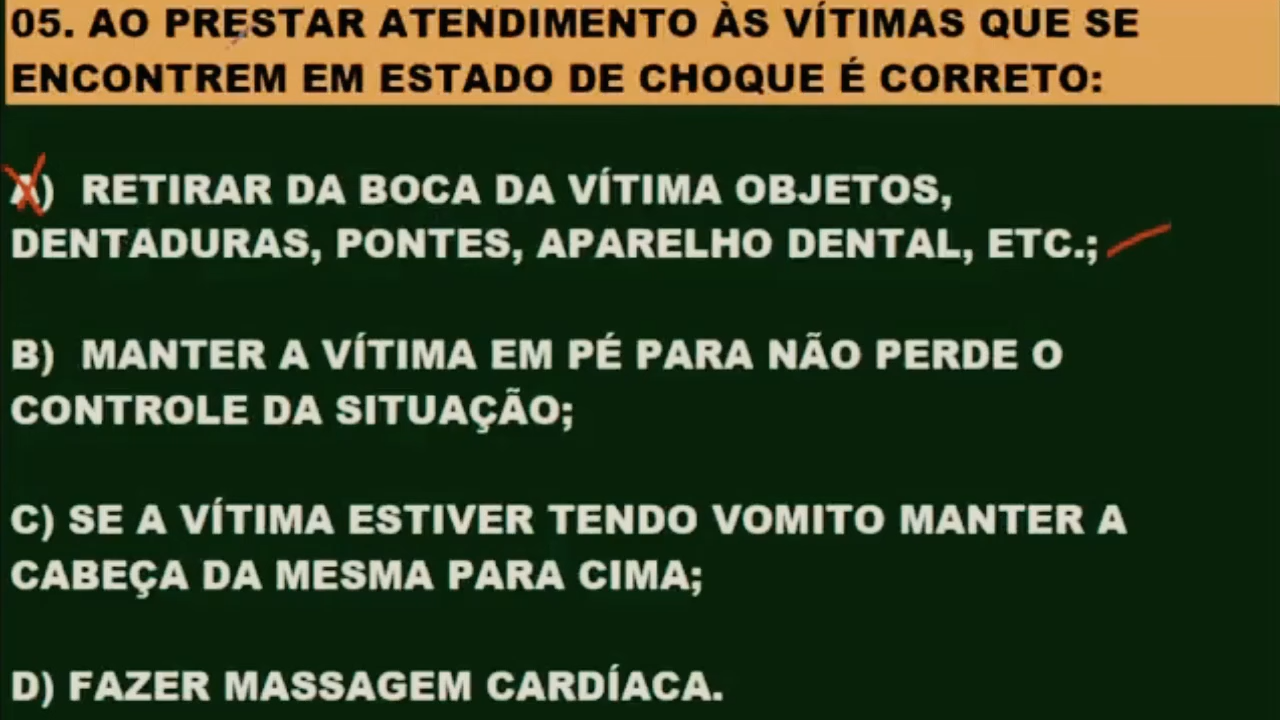 05. AO PRESTAR ATENDIMENTO ÀS VÍTIMAS QUE SE
ENCONTREM EM ESTADO DE CHOQUE É CORRETO:
A) RETIRAR DA BOCA DA VÍTIMA OBJETOS,
DENTADURAS, PONTES, APARELHO DENTAL, ETC.;
B) MANTER A VÍTIMA EM PÉ PARA NÃO PERDE O
CONTROLE DA SITUAÇÃO;
C) SE A VÍTIMA ESTIVER TENDO VOMITO MANTER A
CABEÇA DA MESMA PARA CIMA;
D) FAZER MASSAGEM CARDÍACA.